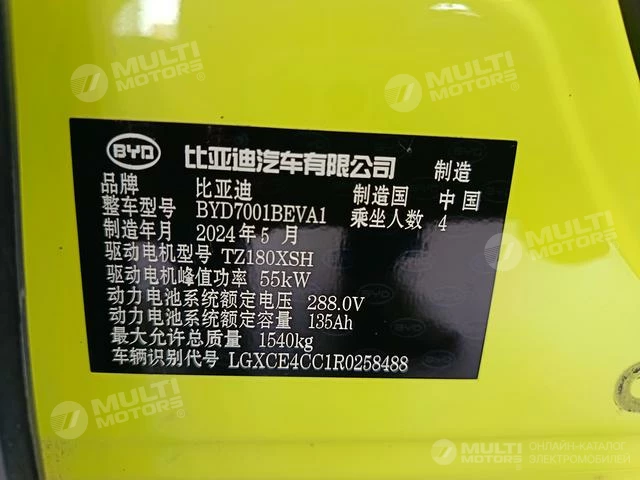 MULTI MOTORS®
MULTI MOTORS®
BYD 比亚迪汽车有限公司 制造
品牌 比亚迪 制造国 中国
整车型号 BYD7001BEVA1 乘坐人数 4
制造年月 2024年5月
驱动电机型号 TZ180XSH
驱动电机峰值功率 55kW
动力电池系统额定电压 288.0V
动力电池系统额定容量 135Ah
最大允许总质量 1540kg
车辆识别代号 LGXCE4CC1R0258488
MULTI MOTORS®
MULTI MOTORS®
MULTI MOTORS
ОНЛАЙН-КАТАЛОГ
ЭЛЕКТРОМОБИЛЕЙ